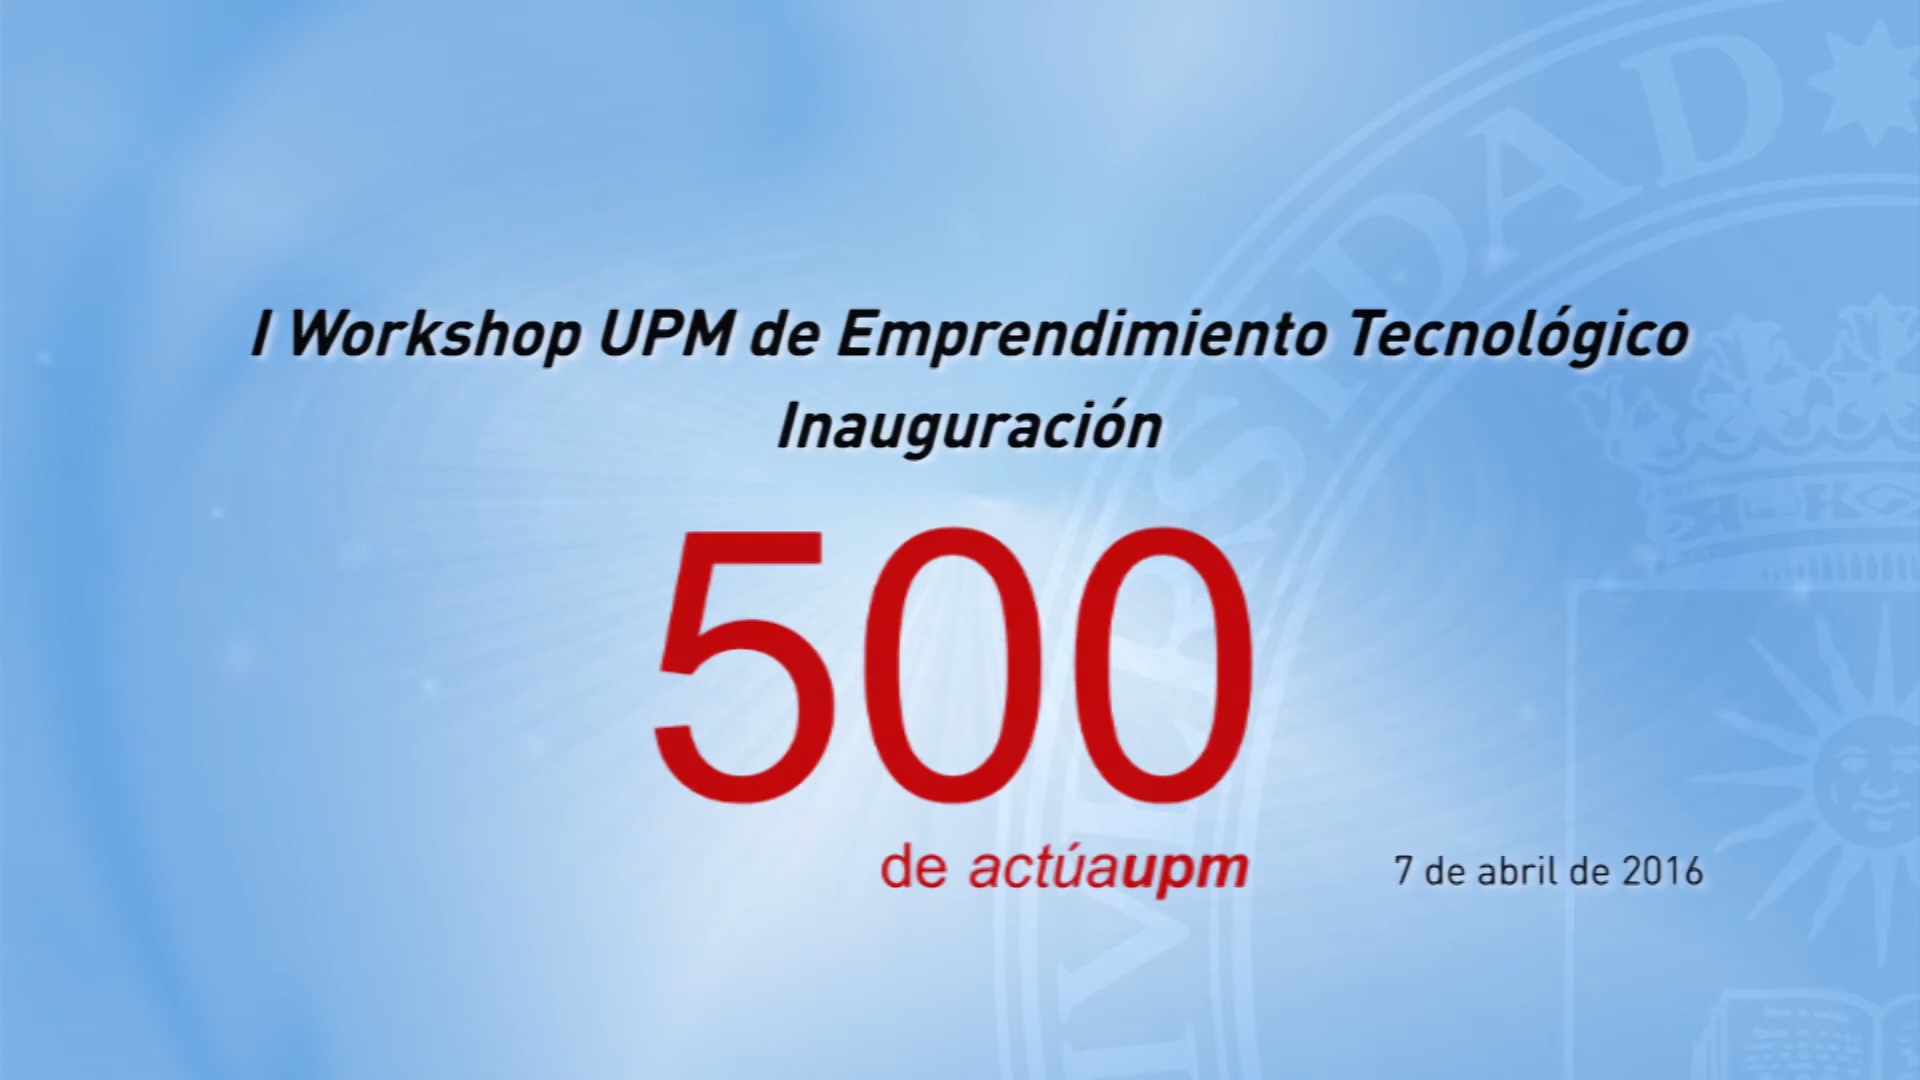 I Workshop UPM de Emprendimiento Tecnológico
Inauguración
500
de actúaupm
7 de abril de 2016